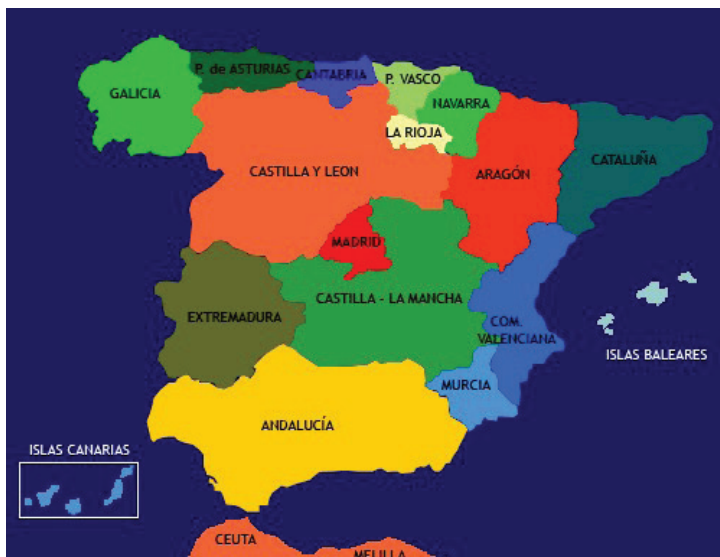 P. de ASTURIAS
CANTABRIA
P. VASCO
GALICIA
NAVARRA
LA RIOJA
CASTILLA Y LEON
ARAGÓN
CATALUÑA
MADRID
CASTILLA - LA MANCHA
EXTREMADURA
COM.
VALENCIANA
ISLAS BALEARES
MURCIA
ANDALUCÍA
ISLAS CANARIAS
CEUTA
MELILLA